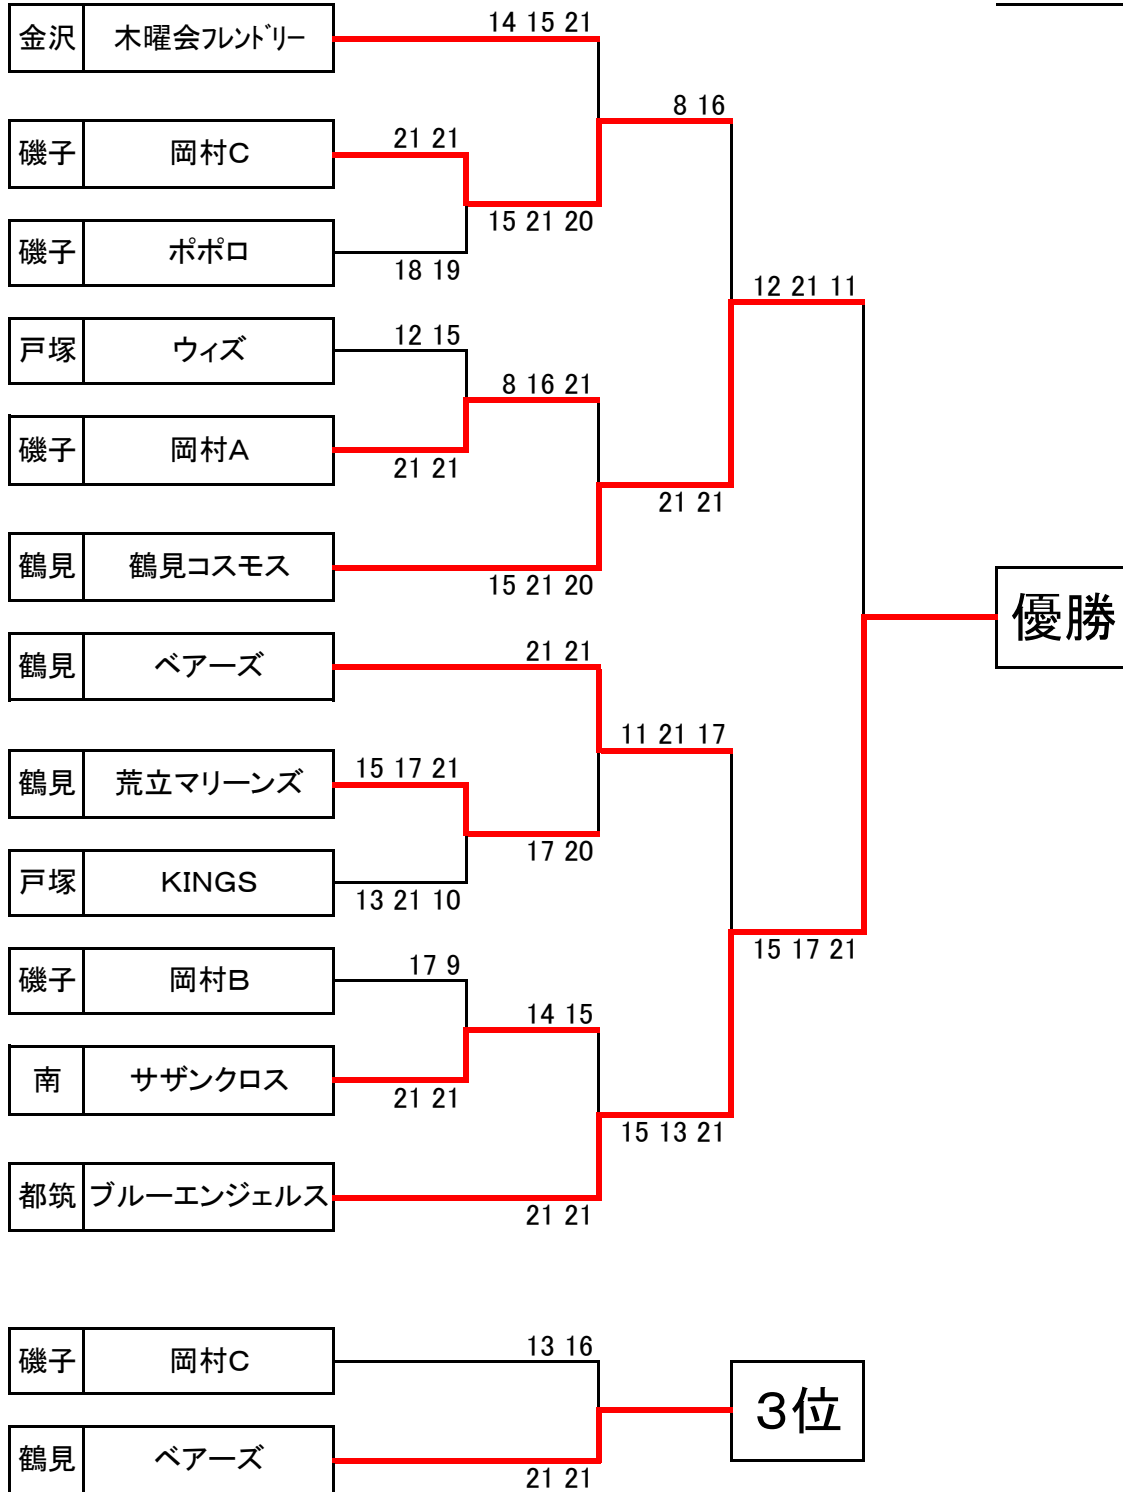 14 15 21
金沢 木曜会フレンドリー
8 16
21 21
磯子 岡村C
15 21 20
磯子 ポポロ
18 19
12 21 11
12 15
戸塚 ウィズ
8 16 21
磯子 岡村A
21 21
21 21
鶴見 鶴見コスモス
15 21 20
優勝
21 21
鶴見 ベアーズ
11 21 17
15 17 21
鶴見 荒立マリーンズ
17 20
戸塚 KINGS
13 21 10
15 17 21
17 9
磯子 岡村B
14 15
南 サザンクロス
21 21
15 13 21
都筑 ブルーエンジェルス
21 21
13 16
磯子 岡村C
3位
鶴見 ベアーズ
21 21